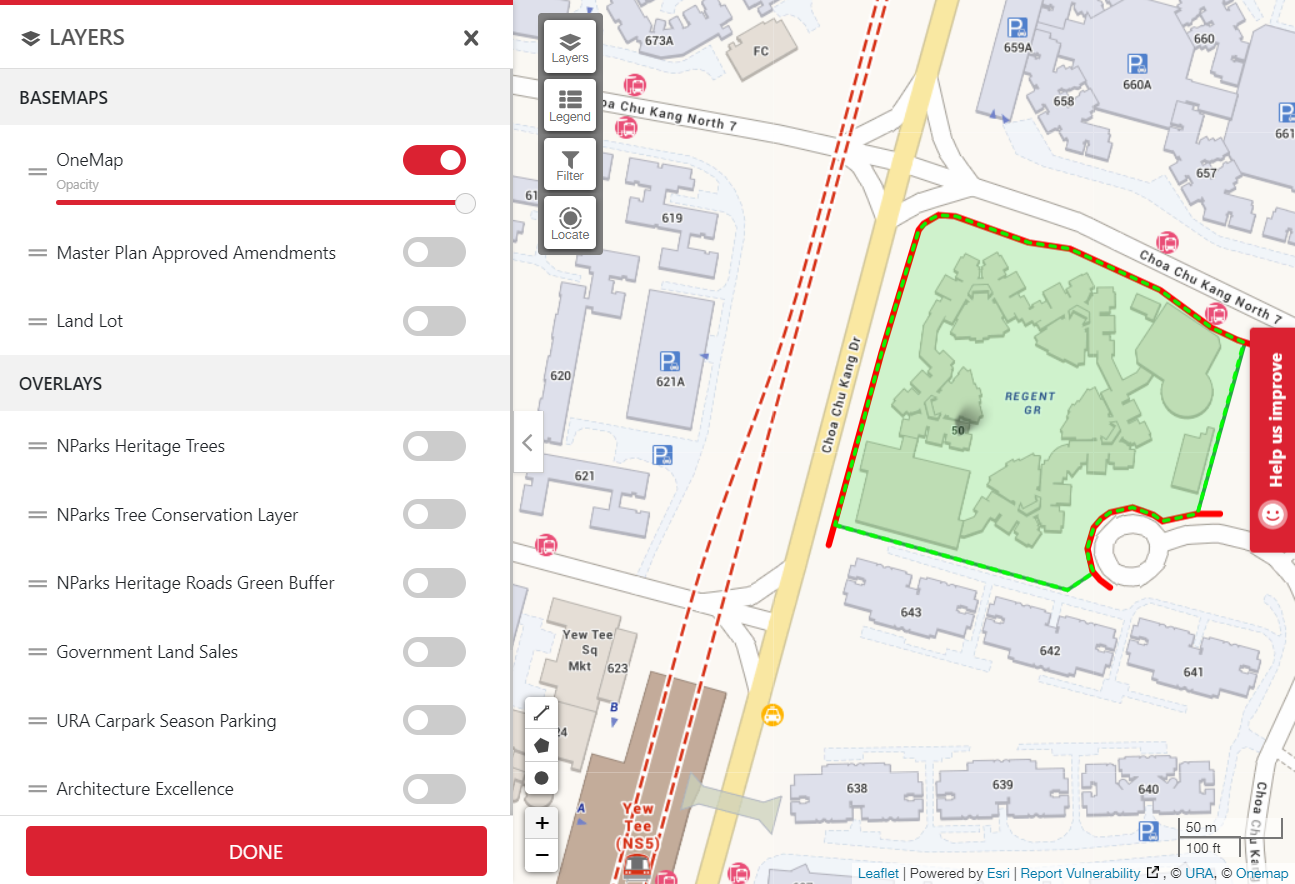 LAYERS
BASEMAPS
OneMap
Opacity
Master Plan Approved Amendments
Land Lot
OVERLAYS
NParks Heritage Trees
NParks Tree Conservation Layer
NParks Heritage Roads Green Buffer
Government Land Sales
URA Carpark Season Parking
Architecture Excellence
DONE
Layers
Legend
Filter
Locate
673A
FC
659A
660
660A
658
661
657
Chu Kang North 7
619
61
620
621A
621
Choa Chu Kang Dr
Choa Chu Kang North 7
REGENT
GR
50
Help us improve
643
642
641
Yew Tee
Sq
Mkt
623
B
24
A
Yew
Tee
(NS5)
638
639
640
Choa Chu Ka
+
−
50 m
100 ft
Leaflet | Powered by Esri | Report Vulnerability , © URA, © Onemap